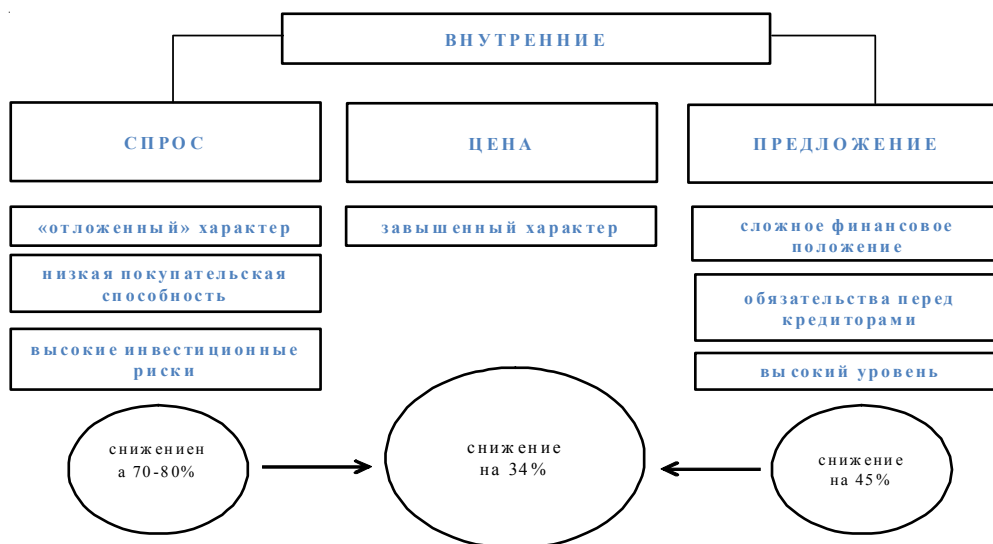 ВНУТРЕННИЕ
СПРОС
ЦЕНА
ПРЕДЛОЖЕНИЕ
«отложенный» характер
завышенный характер
сложное финансовое
положение
низкая покупательская
способность
обязательства перед
кредиторами
высокие инвестиционные
риски
высокий уровень
снижениен
а 70-80%
снижение
на 34%
снижение
на 45%